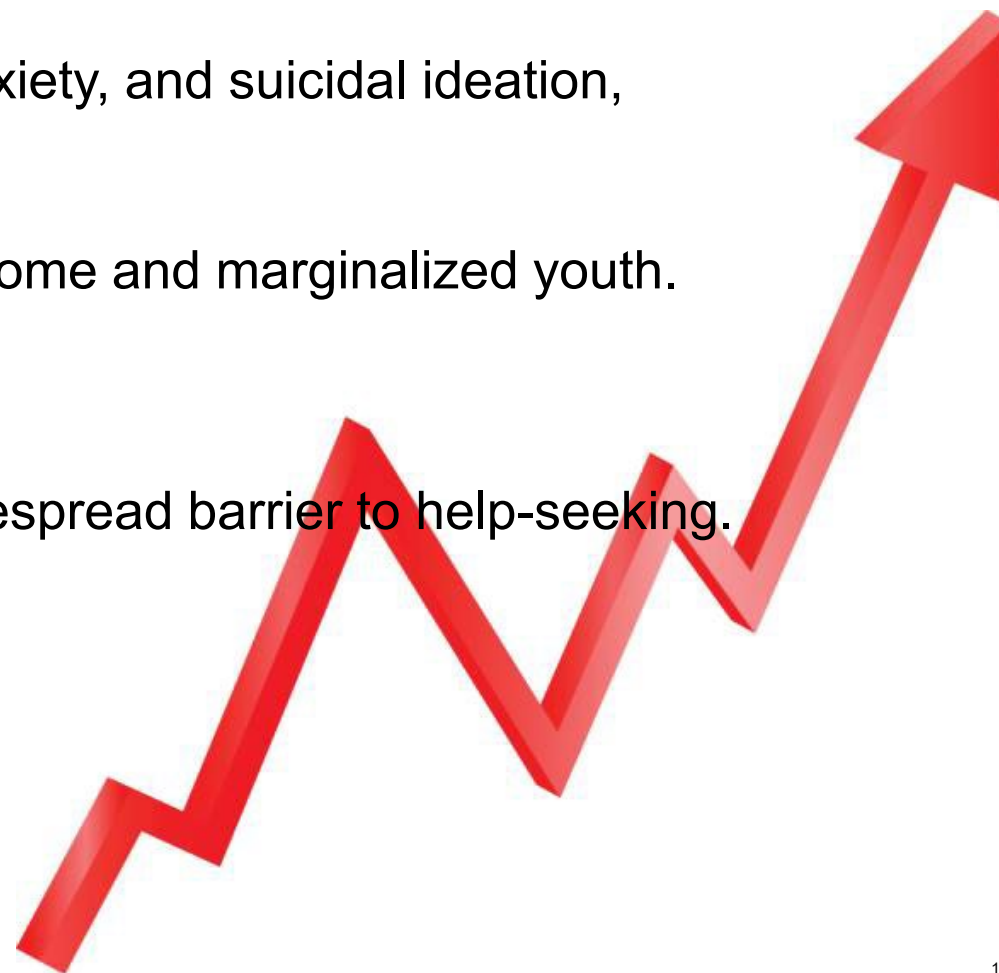 xiety, and suicidal ideation,
ome and marginalized youth.
espread barrier to help-seeking.
1